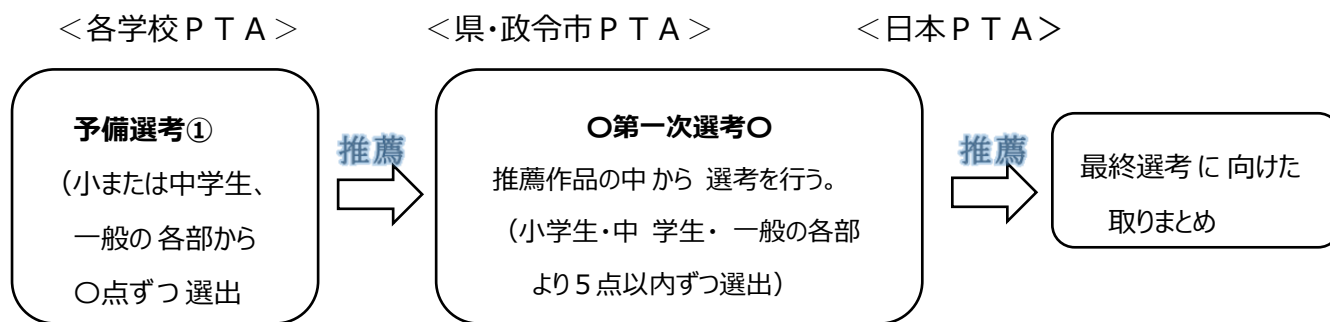 ＜各学校ＰＴＡ＞
＜県・政令市ＰＴＡ＞
＜日本ＰＴＡ＞
予備選考①
（小または中学生、
一般の各部から
〇点ずつ選出
推薦
〇第一次選考〇
推薦作品の中から 選考を行う。
（小学生・中 学生・ 一般の各部
より５点以内ずつ選出）
推薦
最終選考に向けた
取りまとめ